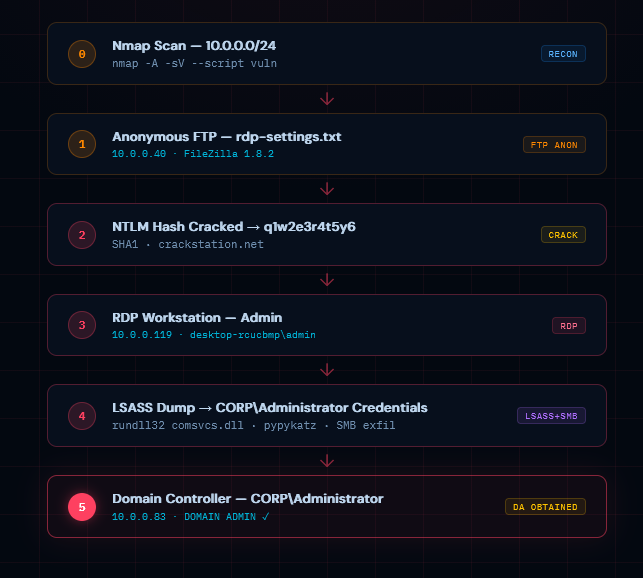 0
Nmap Scan — 10.0.0.0/24
nmap -A -sV --script vuln
RECON
1
Anonymous FTP — rdp-settings.txt
10.0.0.40 · FileZilla 1.8.2
FTP ANON
2
NTLM Hash Cracked → q1w2e3r4t5y6
SHA1 · crackstation.net
CRACK
3
RDP Workstation — Admin
10.0.0.119 · desktop-rcucbmp\admin
RDP
4
LSASS Dump → CORP\Administrator Credentials
rundll32 comsvcs.dll · pypykatz · SMB exfil
LSASS+SMB
5
Domain Controller — CORP\Administrator
10.0.0.83 · DOMAIN ADMIN ✓
DA OBTAINED